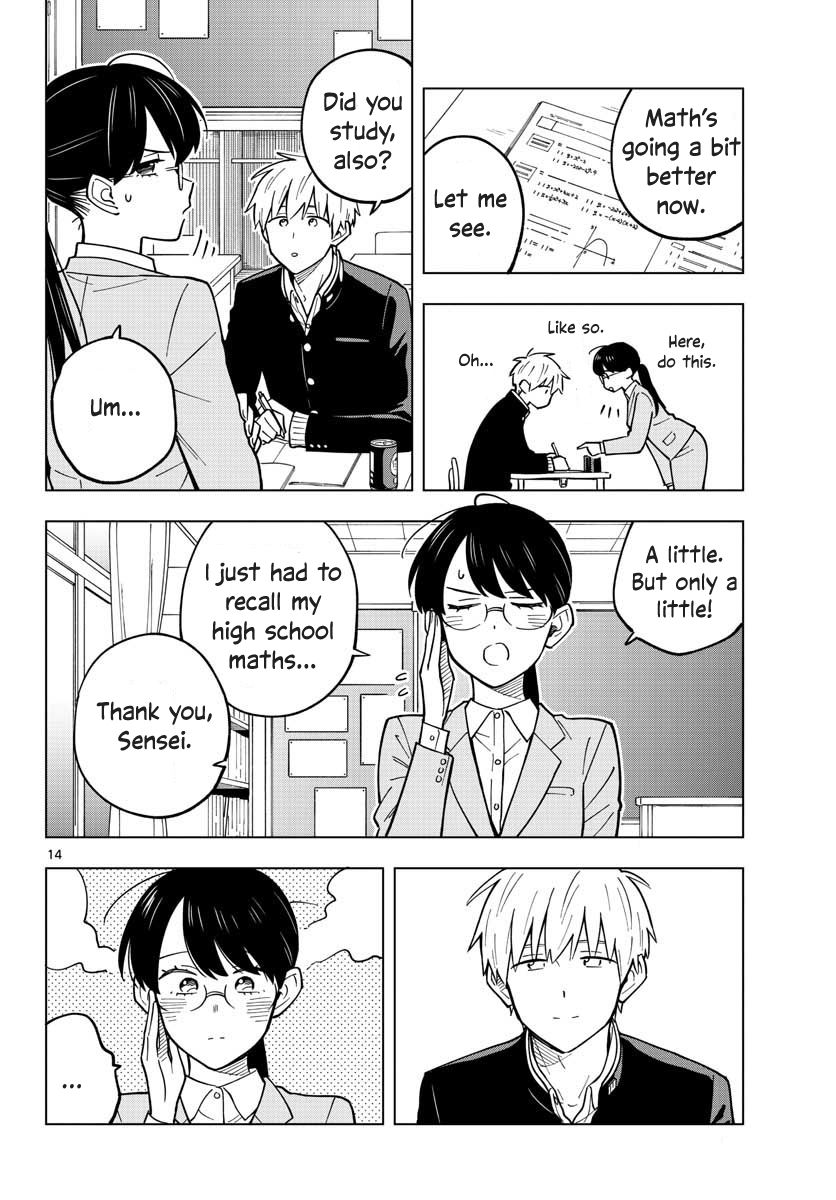 Math's
going a bit
better
now.
Let me
see.
Here,
do this.
Like so.
Oh...
Did you
study,
also?
Um...
A little.
But only a
little!
I just had to
recall my
high school
maths...
Thank you,
Sensei.
14
...